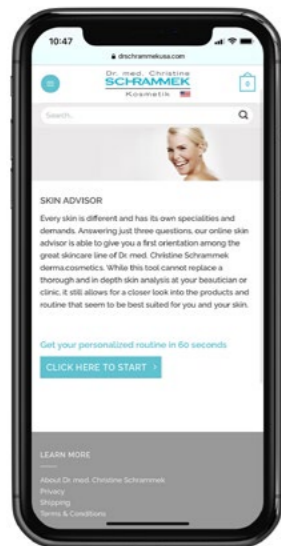 10:47
drschrammekusa.com
Dr. med. Christine
SCHRAMMEK
Kosmetik
0
Search...
SKIN ADVISOR
Every skin is different and has its own specialities and
demands. Answering just three questions, our online skin
advisor is able to give you a first orientation among the
great skincare line of Dr. med. Christine Schrammek
derma.cosmetics. While this tool cannot replace a
thorough and in depth skin analysis at your beautician or
clinic, it still allows for a closer look into the products and
routine that seem to be best suited for you and your skin.
Get your personalized routine in 60 seconds
CLICK HERE TO START >
LEARN MORE
About Dr. med. Christine Schrammek
Privacy
Shipping
Terms & Conditions